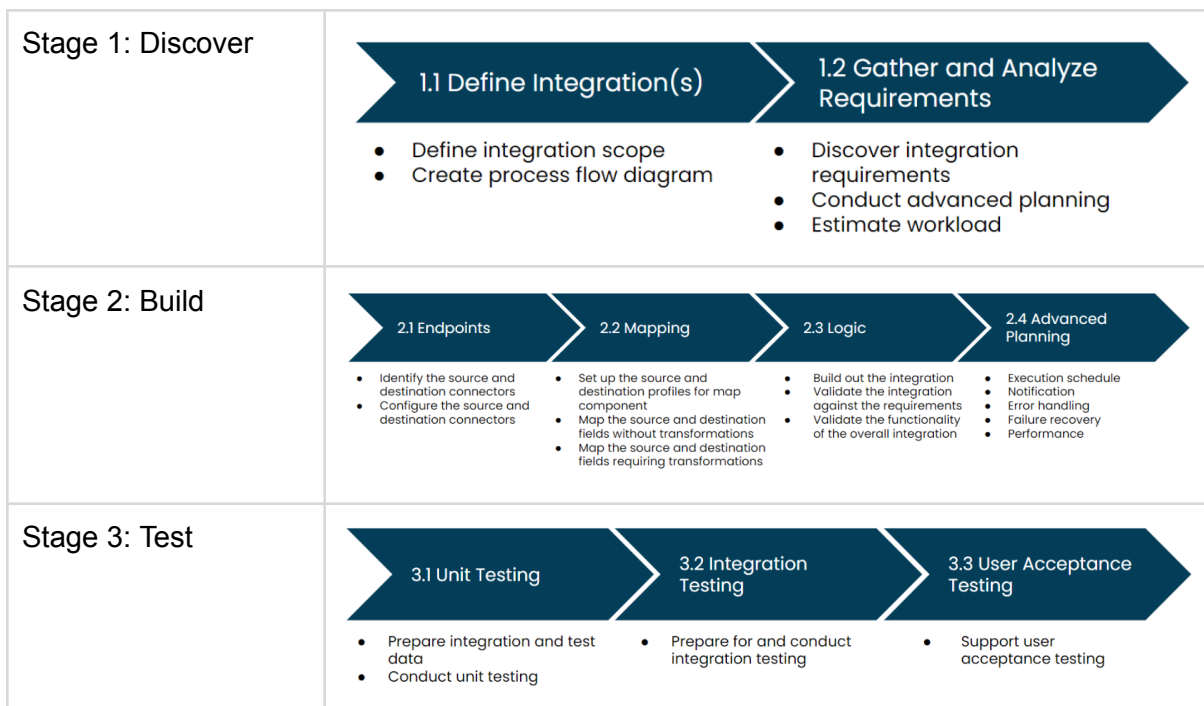 Stage 1: Discover
1.1 Define Integration(s)
● Define integration scope
● Create process flow diagram
1.2 Gather and Analyze
Requirements
● Discover integration
requirements
● Conduct advanced planning
● Estimate workload
Stage 2: Build
2.1 Endpoints
● Identify the source and
destination connectors
● Configure the source and
destination connectors
2.2 Mapping
● Set up the source and
destination profiles for map
component
● Map the source and destination
fields without transformations
● Map the source and destination
fields requiring transformations
2.3 Logic
● Build out the integration
● Validate the integration
against the requirements
● Validate the functionality
of the overall integration
2.4 Advanced
Planning
● Execution schedule
● Notification
● Error handling
● Failure recovery
● Performance
Stage 3: Test
3.1 Unit Testing
● Prepare integration and test
data
● Conduct unit testing
3.2 Integration
Testing
● Prepare for and conduct
integration testing
3.3 User Acceptance
Testing
● Support user
acceptance testing